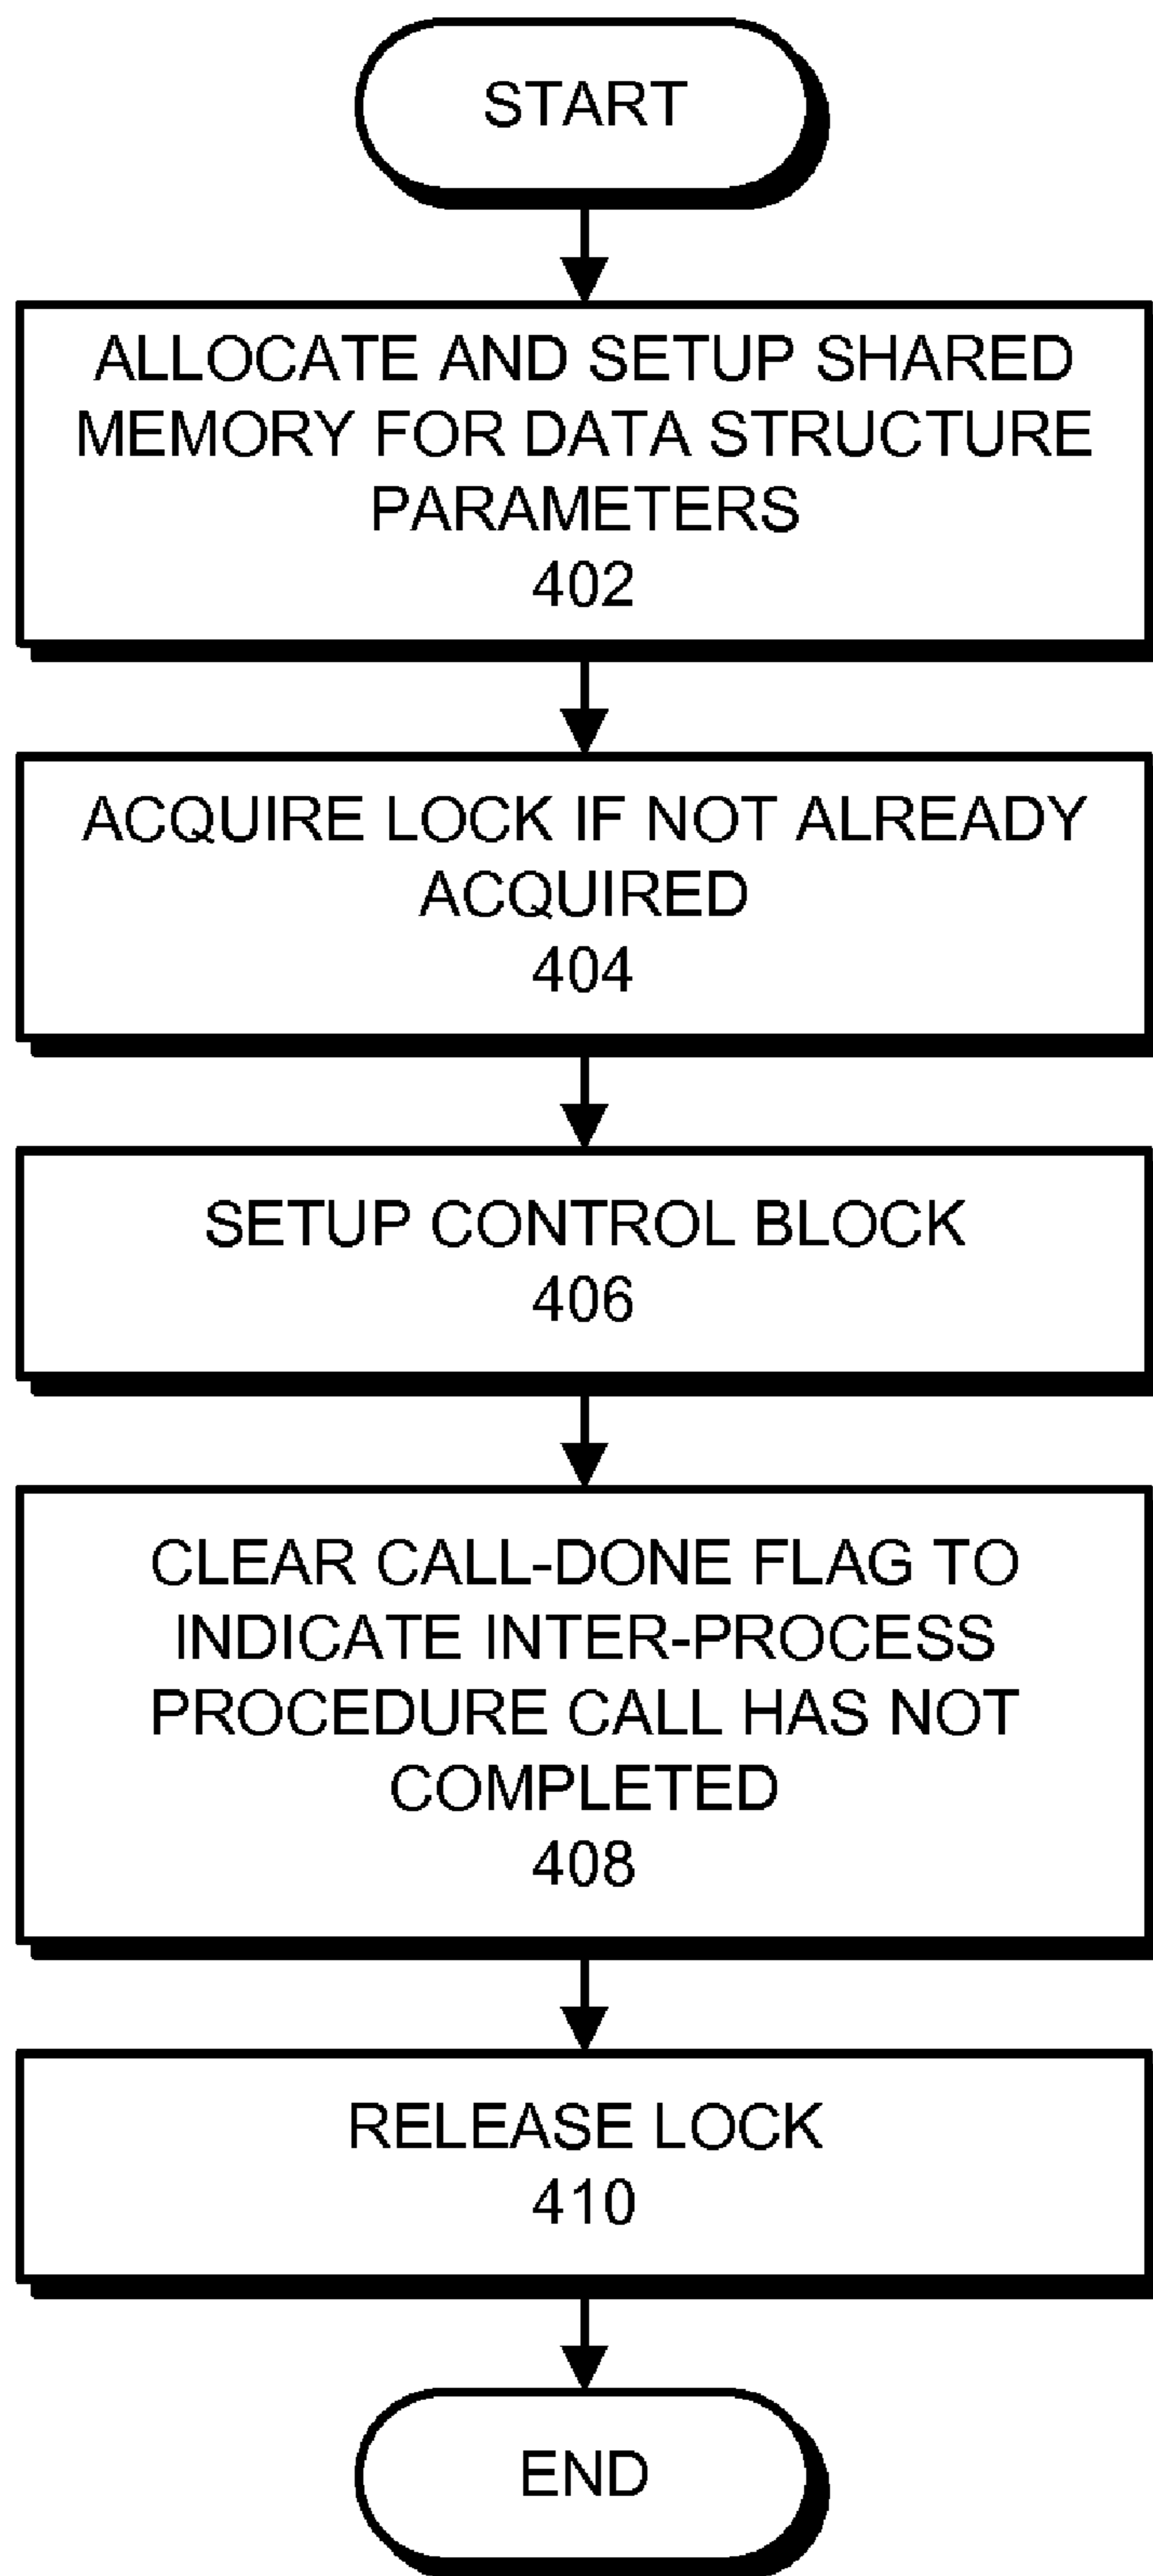 START
ALLOCATE AND SETUP SHARED
MEMORY FOR DATA STRUCTURE
PARAMETERS
402
ACQUIRE LOCK IF NOT ALREADY
ACQUIRED
404
SETUP CONTROL BLOCK
406
CLEAR CALL-DONE FLAG TO
INDICATE INTER-PROCESS
PROCEDURE CALL HAS NOT
COMPLETED
408
RELEASE LOCK
410
END